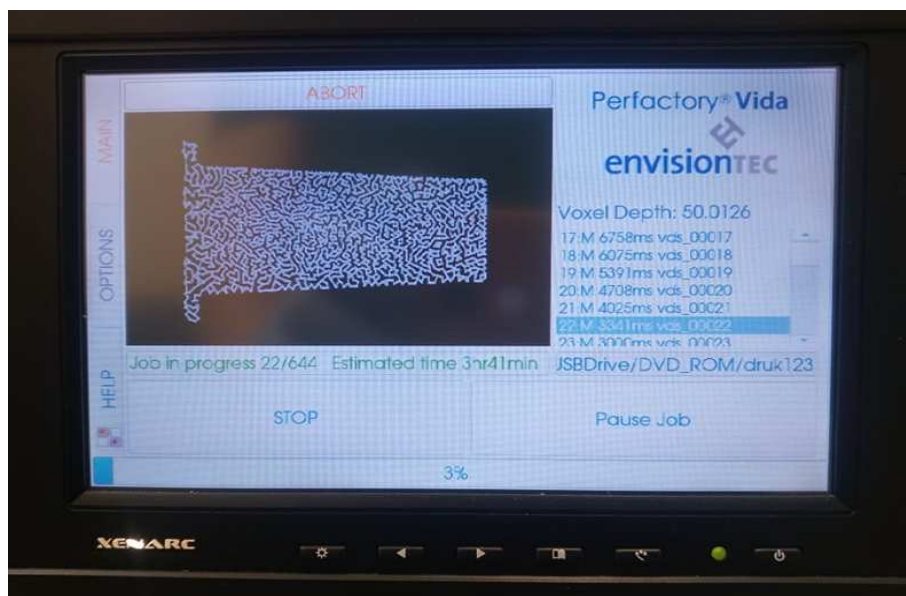 ABORT
MAIN
OPTIONS
HELP
Perfactory® Vida
envisionTEC
Voxel Depth: 50.0126
17:M 6758ms vds_00017
18:M 6075ms vds_00018
19:M 5391ms vds_00019
20:M 4708ms vds_00020
21:M 4025ms vds_00021
22:M 3341ms vds_00022
23:M 3000ms vds_00023
Job in progress 22/644 Estimated time 3hr41min
JSBDrive/DVD_ROM/druk123
STOP
Pause Job
3%
XENARC